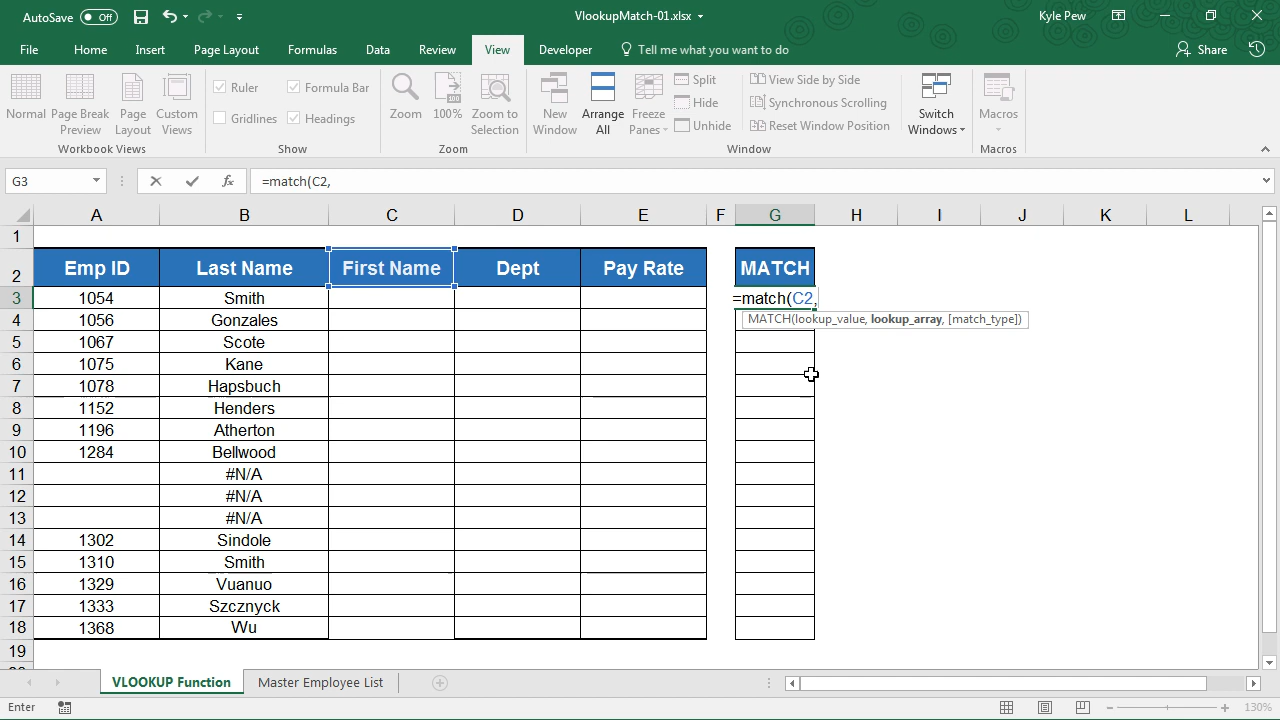 AutoSave Off VlookupMatch-01.xlsx Kyle Pew
File Home Insert Page Layout Formulas Data Review View Developer Tell me what you want to do Share
Normal Page Break Preview Page Layout Custom Views
Workbook Views
Ruler Formula Bar
Gridlines Headings
Show
Zoom 100% Zoom to Selection
Zoom
New Window Arrange All Freeze Panes
Split View Side by Side
Hide Synchronous Scrolling
Unhide Reset Window Position
Window
Switch Windows
Macros
Macros
G3 fx =match(C2,
A B C D E F G H I J K L
1
2 Emp ID Last Name First Name Dept Pay Rate MATCH
3 1054 Smith =match(C2,
MATCH(lookup_value, lookup_array, [match_type])
4 1056 Gonzales
5 1067 Scote
6 1075 Kane
7 1078 Hapsbuch
8 1152 Henders
9 1196 Atherton
10 1284 Bellwood
11 #N/A
12 #N/A
13 #N/A
14 1302 Sindole
15 1310 Smith
16 1329 Vuanuo
17 1333 Szcznyck
18 1368 Wu
19
VLOOKUP Function Master Employee List
Enter 130%